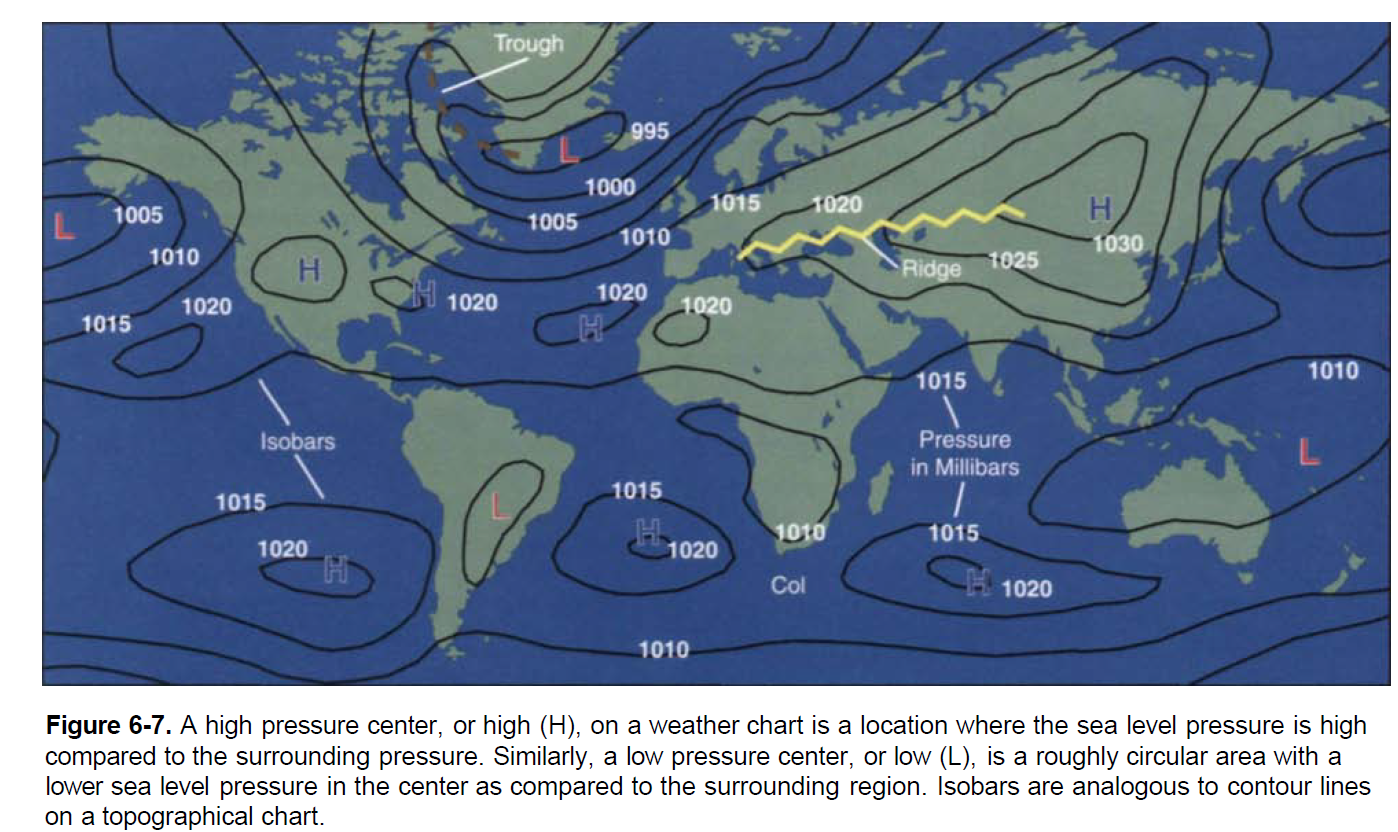 Trough
995
L
1000
1015
1020
H
1005
L
1005
1010
1030
1010
Ridge
1025
H
H
1020
1020
1020
1020
H
1015
1010
1015
Isobars
Pressure
in Millibars
L
1015
1015
L
H
1010
1015
1020
1020
H
Col
H
1020
1010
Figure 6-7. A high pressure center, or high (H), on a weather chart is a location where the sea level pressure is high
compared to the surrounding pressure. Similarly, a low pressure center, or low (L), is a roughly circular area with a
lower sea level pressure in the center as compared to the surrounding region. Isobars are analogous to contour lines
on a topographical chart.